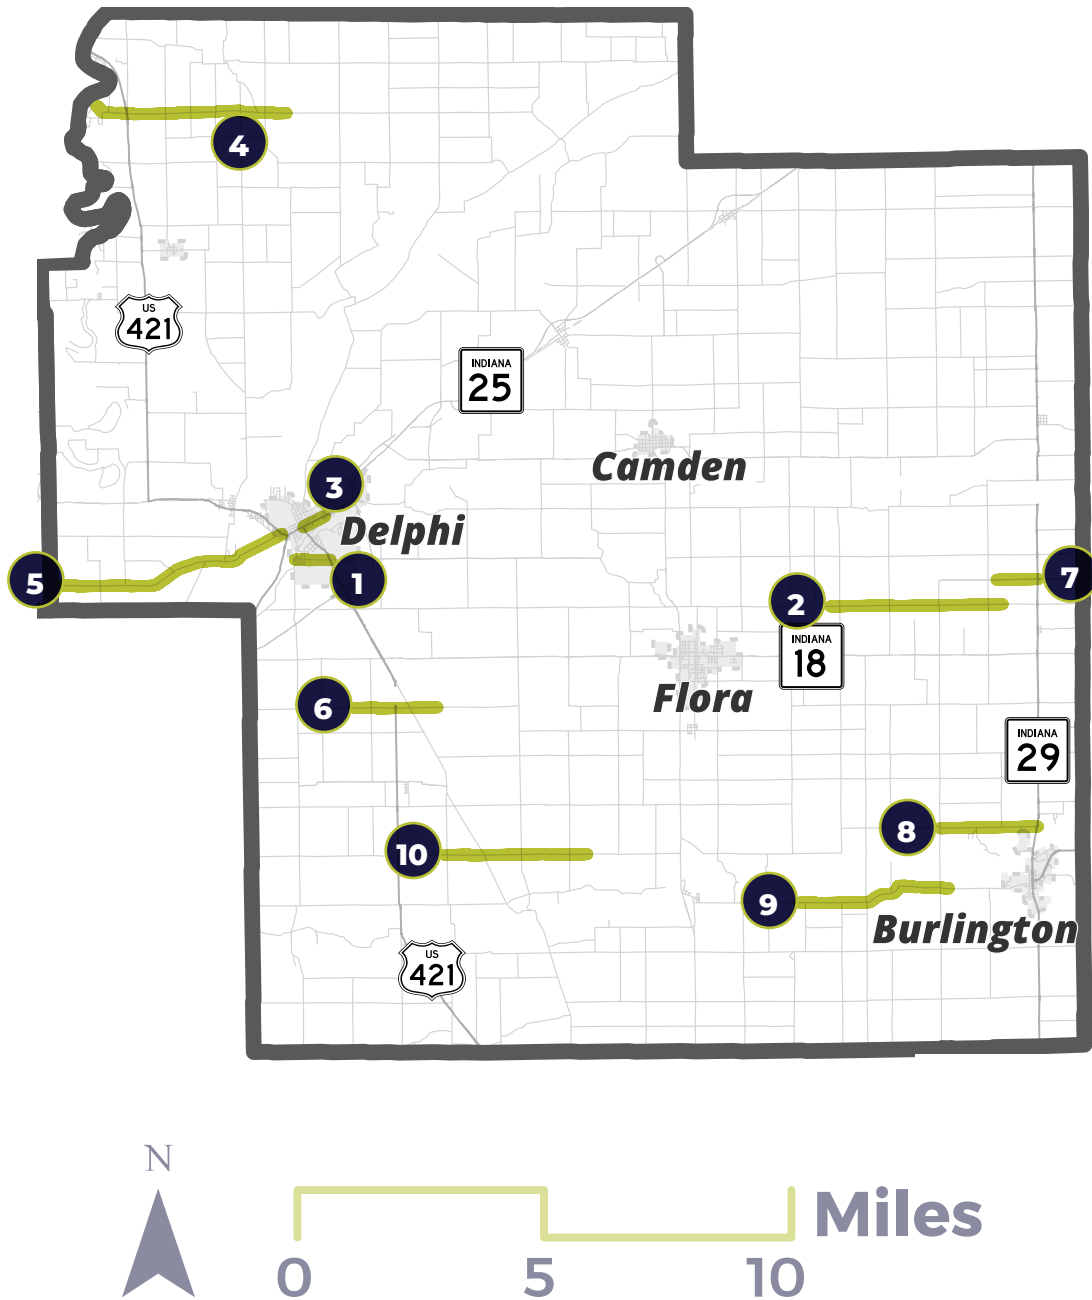 4
US
421
INDIANA
25
Camden
3
Delphi
5
1
7
2
INDIANA
18
Flora
6
INDIANA
29
8
10
9
Burlington
US
421
N
Miles
0 5 10